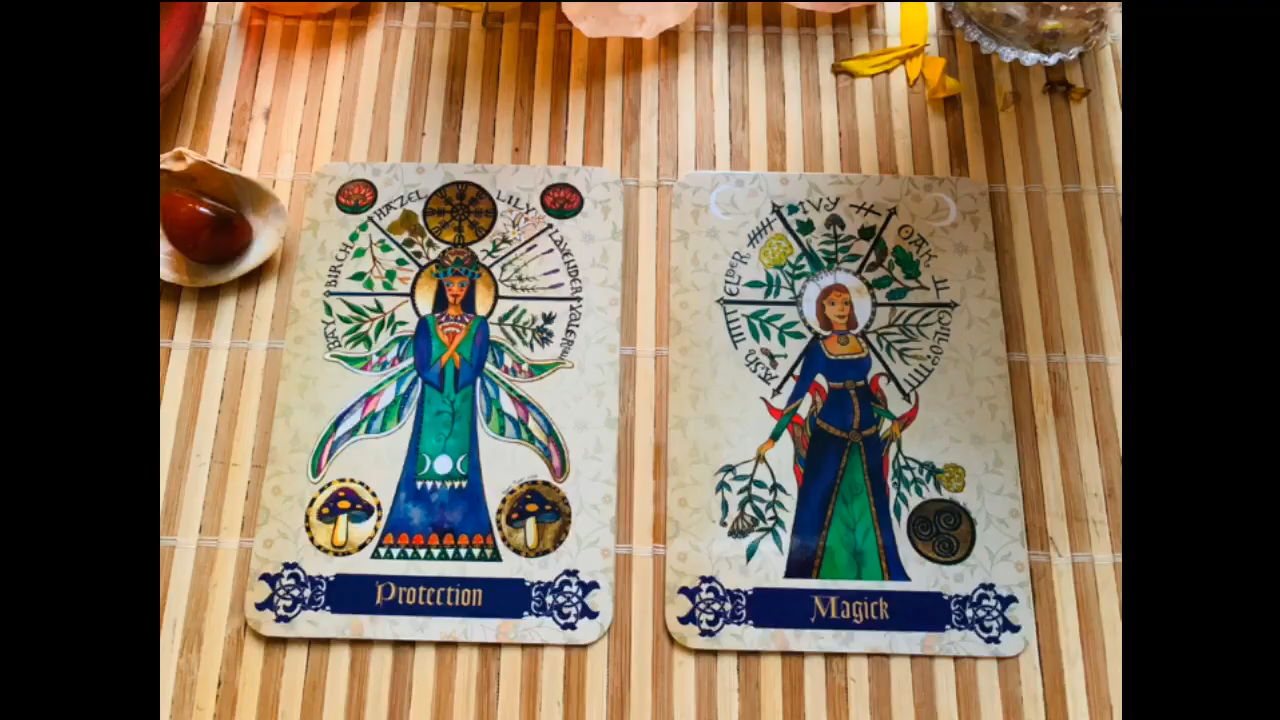 BAY
BIRCH
HAZEL
LILY
LAVENDER
VALERIAN
Protection
ASH
ELDER
IVY
OAK
Magick